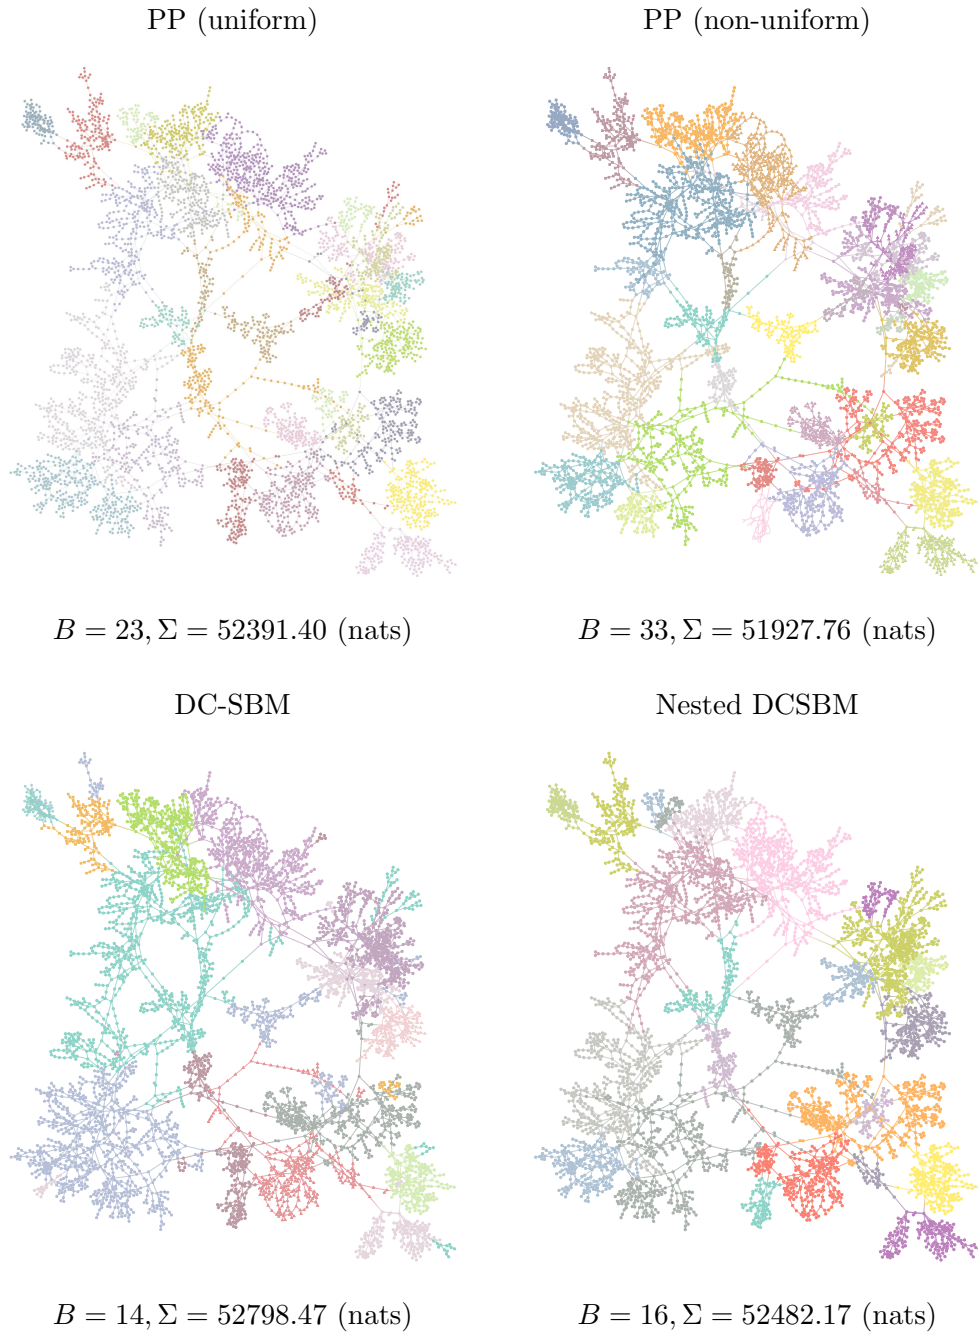 PP (uniform)
PP (non-uniform)
B = 23, Σ = 52391.40 (nats)
B = 33, Σ = 51927.76 (nats)
DC-SBM
Nested DCSBM
B = 14, Σ = 52798.47 (nats)
B = 16, Σ = 52482.17 (nats)